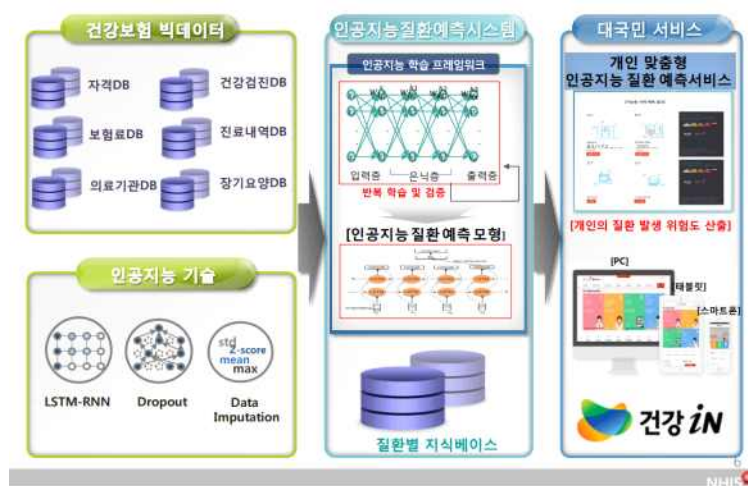 건강보험 빅데이터
자격DB
건강검진DB
보험료DB
진료내역DB
의료기관DB
장기요양DB
인공지능 기술
LSTM-RNN
Dropout
std
Z-score
mean
max
Data
Imputation
인공지능질환예측시스템
인공지능 학습 프레임워크
입력층
은닉층
출력층
반복 학습 및 검증
[인공지능 질환 예측 모형]
질환별 지식베이스
대국민 서비스
개인 맞춤형
인공지능 질환 예측서비스
[개인의 질환 발생 위험도 산출]
[PC]
[태블릿]
[스마트폰]
건강 iN
6
NHIS